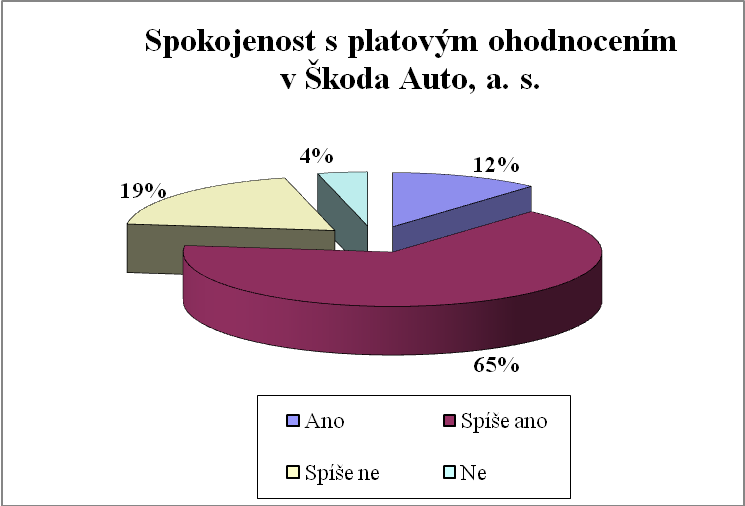 Spokojenost s platovým ohodnocením
v Škoda Auto, a. s.
4%
12%
19%
65%
Ano
Spíše ano
Spíše ne
Ne